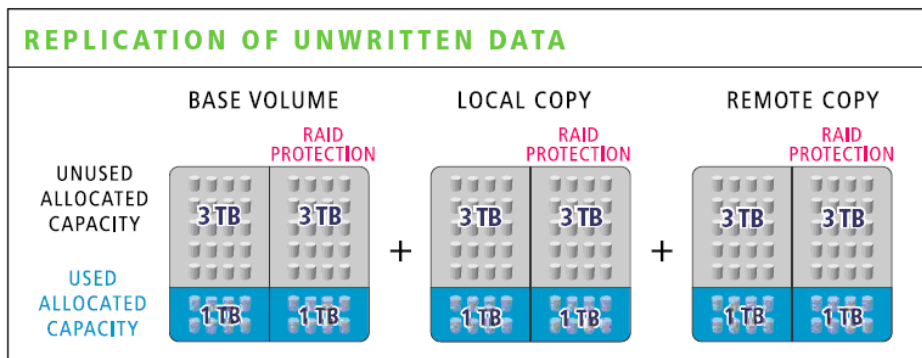 REPLICATION OF UNWRITTEN DATA
BASE VOLUME
LOCAL COPY
REMOTE COPY
RAID
PROTECTION
RAID
PROTECTION
RAID
PROTECTION
UNUSED
ALLOCATED
CAPACITY
3 TB
3 TB
+
3 TB
3 TB
+
3 TB
3 TB
USED
ALLOCATED
CAPACITY
1 TB
1 TB
1 TB
1 TB
1 TB
1 TB